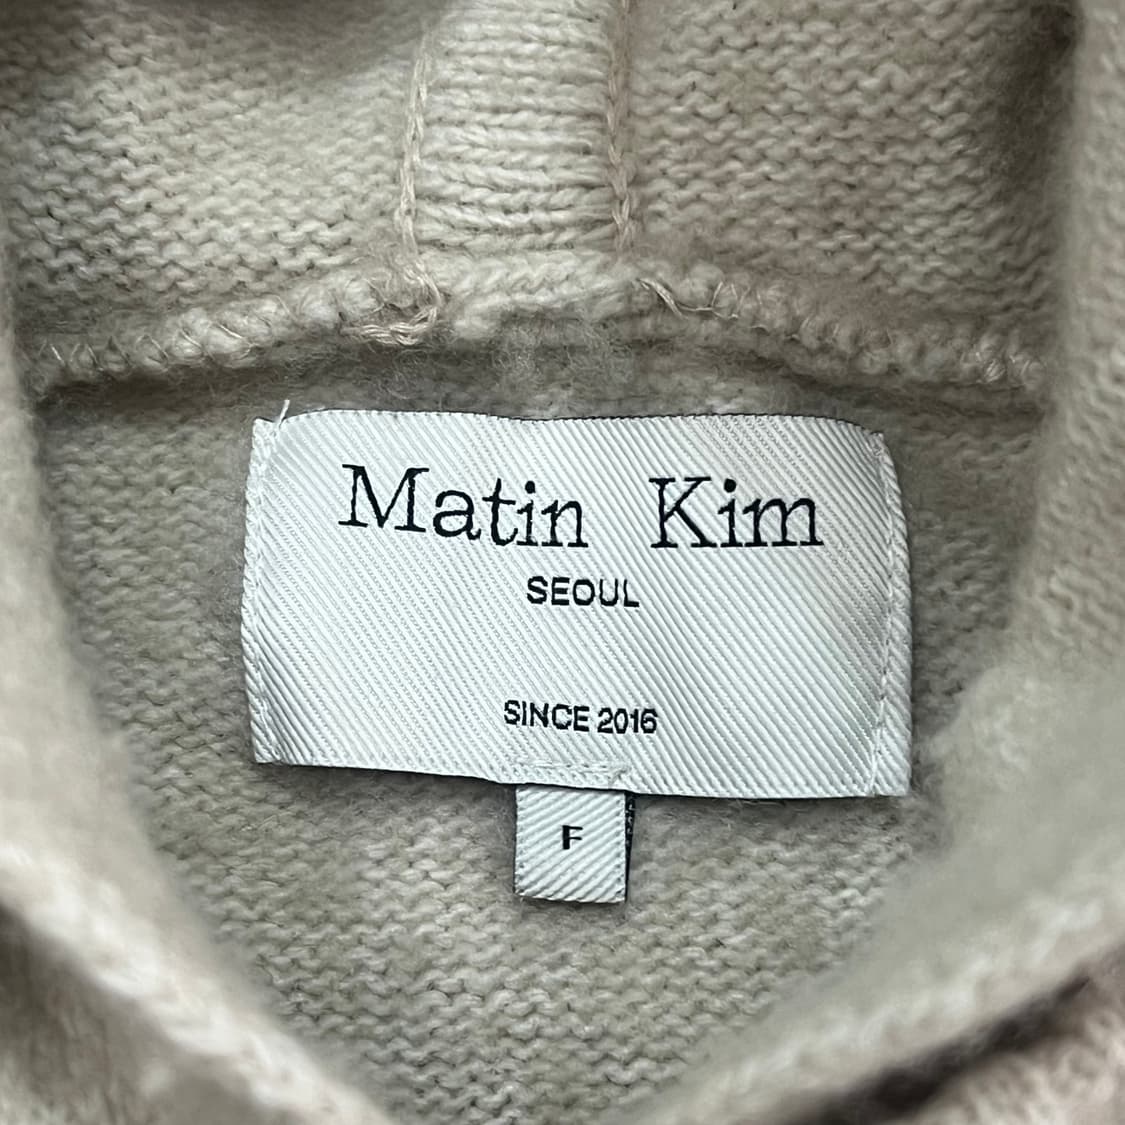 Matin Kim
SEOUL
SINCE 2016
F